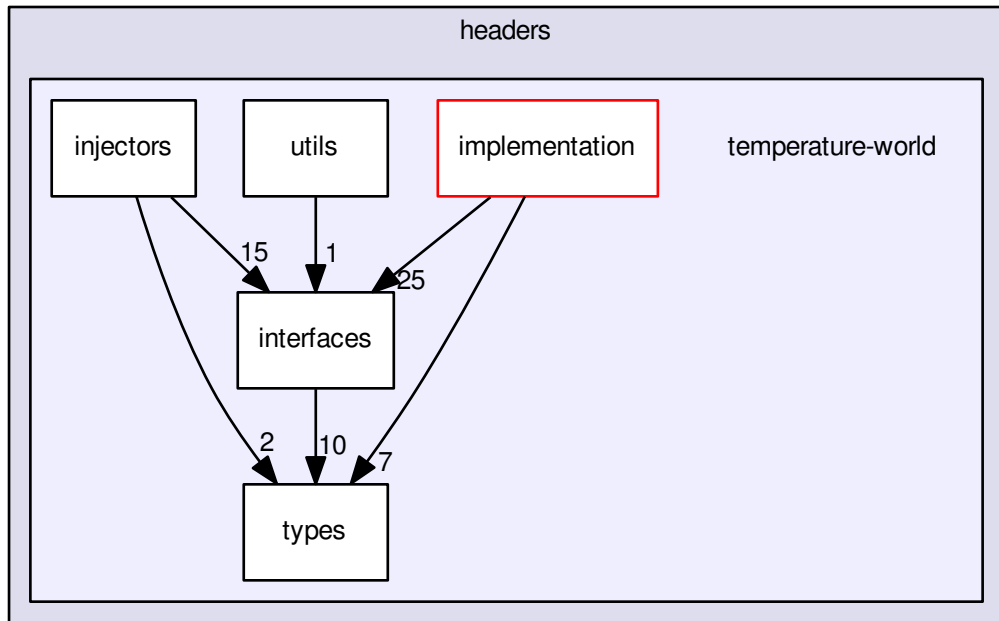 headers
injectors
utils
implementation
temperature-world
15
1
25
interfaces
2
10
7
types